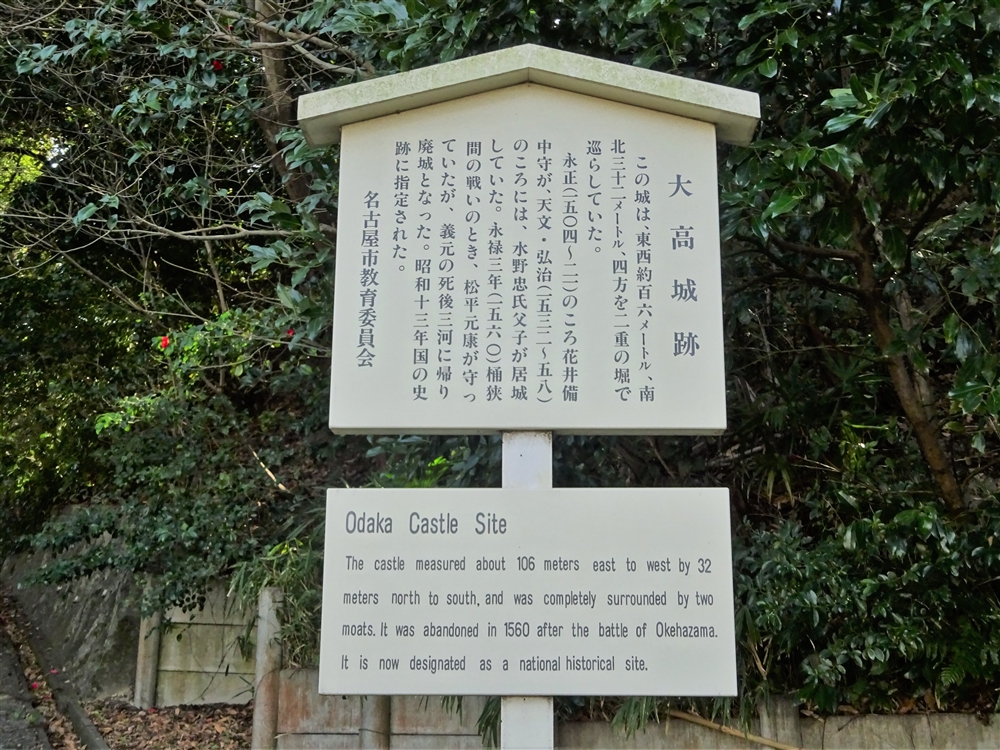 大高城跡
この城は、東西約百六メートル、南
北三十二メートル、四方を二重の堀で
巡らしていた。
永正(一五〇四～二一)のころ花井備
中守が、天文・弘治(一五三二～五八)
のころには、水野忠氏父子が居城
していた。永禄三年(一五六〇)桶狭
間の戦いのとき、松平元康が守っ
ていたが、義元の死後三河に帰り
廃城となった。昭和十三年国の史
跡に指定された。
名古屋市教育委員会
Odaka Castle Site
The castle measured about 106 meters east to west by 32
meters north to south, and was completely surrounded by two
moats. It was abandoned in 1560 after the battle of Okehazama.
It is now designated as a national historical site.